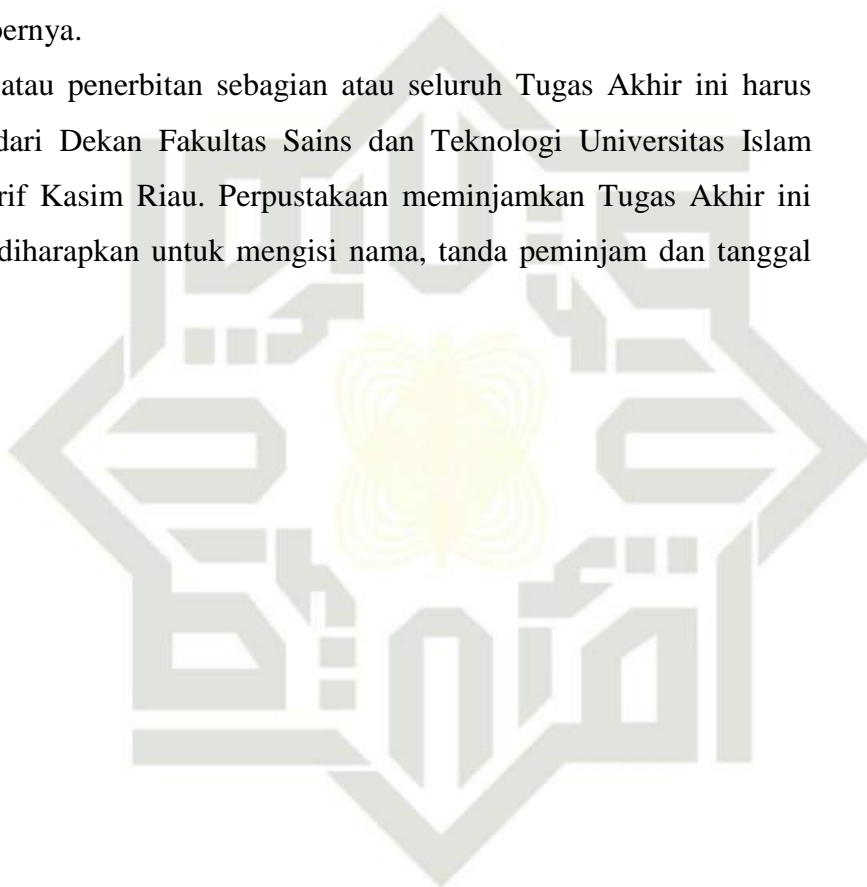 bernya.
atau penerbitan sebagian atau seluruh Tugas Akhir ini harus
dari Dekan Fakultas Sains dan Teknologi Universitas Islam
rif Kasim Riau. Perpustakaan meminjamkan Tugas Akhir ini
diharapkan untuk mengisi nama, tanda peminjam dan tanggal